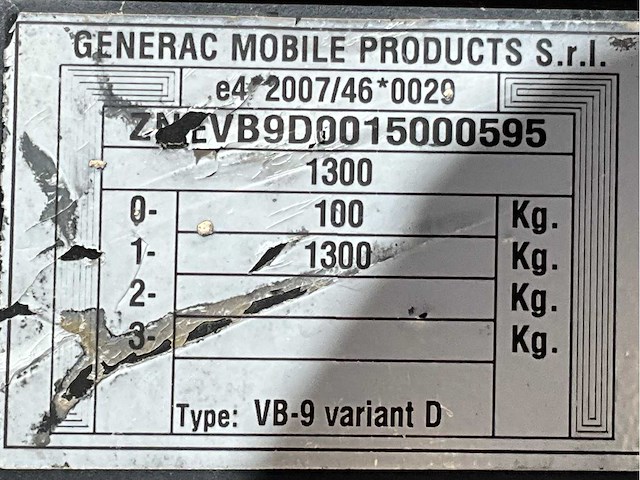 GENERAC MOBILE PRODUCTS S.r.l.
e4*2007/46*0029
1300
0- 100 Kg.
1- 1300 Kg.
2- Kg.
3- Kg.
Type: VB-9 variant D